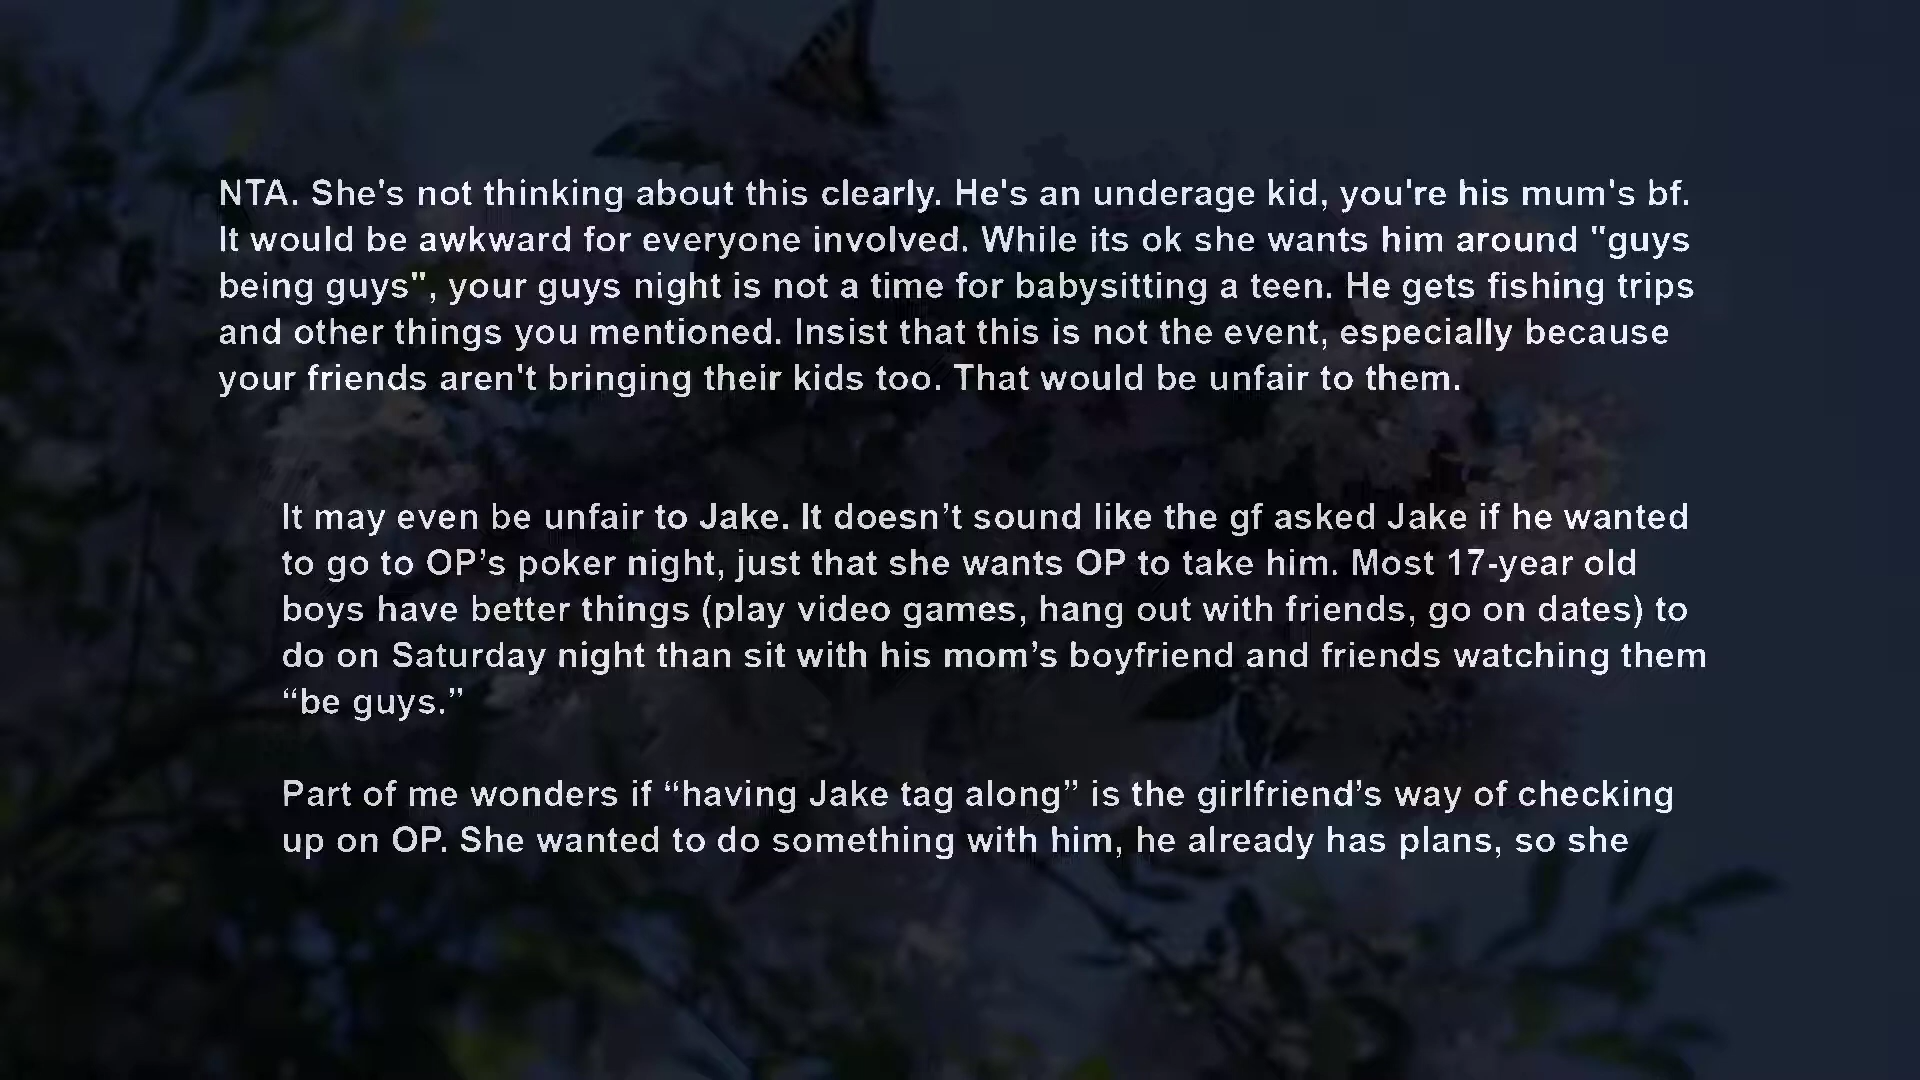 NTA. She's not thinking about this clearly. He's an underage kid, you're his mum's bf.
It would be awkward for everyone involved. While its ok she wants him around "guys
being guys", your guys night is not a time for babysitting a teen. He gets fishing trips
and other things you mentioned. Insist that this is not the event, especially because
your friends aren't bringing their kids too. That would be unfair to them.
It may even be unfair to Jake. It doesn’t sound like the gf asked Jake if he wanted
to go to OP’s poker night, just that she wants OP to take him. Most 17-year old
boys have better things (play video games, hang out with friends, go on dates) to
do on Saturday night than sit with his mom’s boyfriend and friends watching them
“be guys.”
Part of me wonders if “having Jake tag along” is the girlfriend’s way of checking
up on OP. She wanted to do something with him, he already has plans, so she